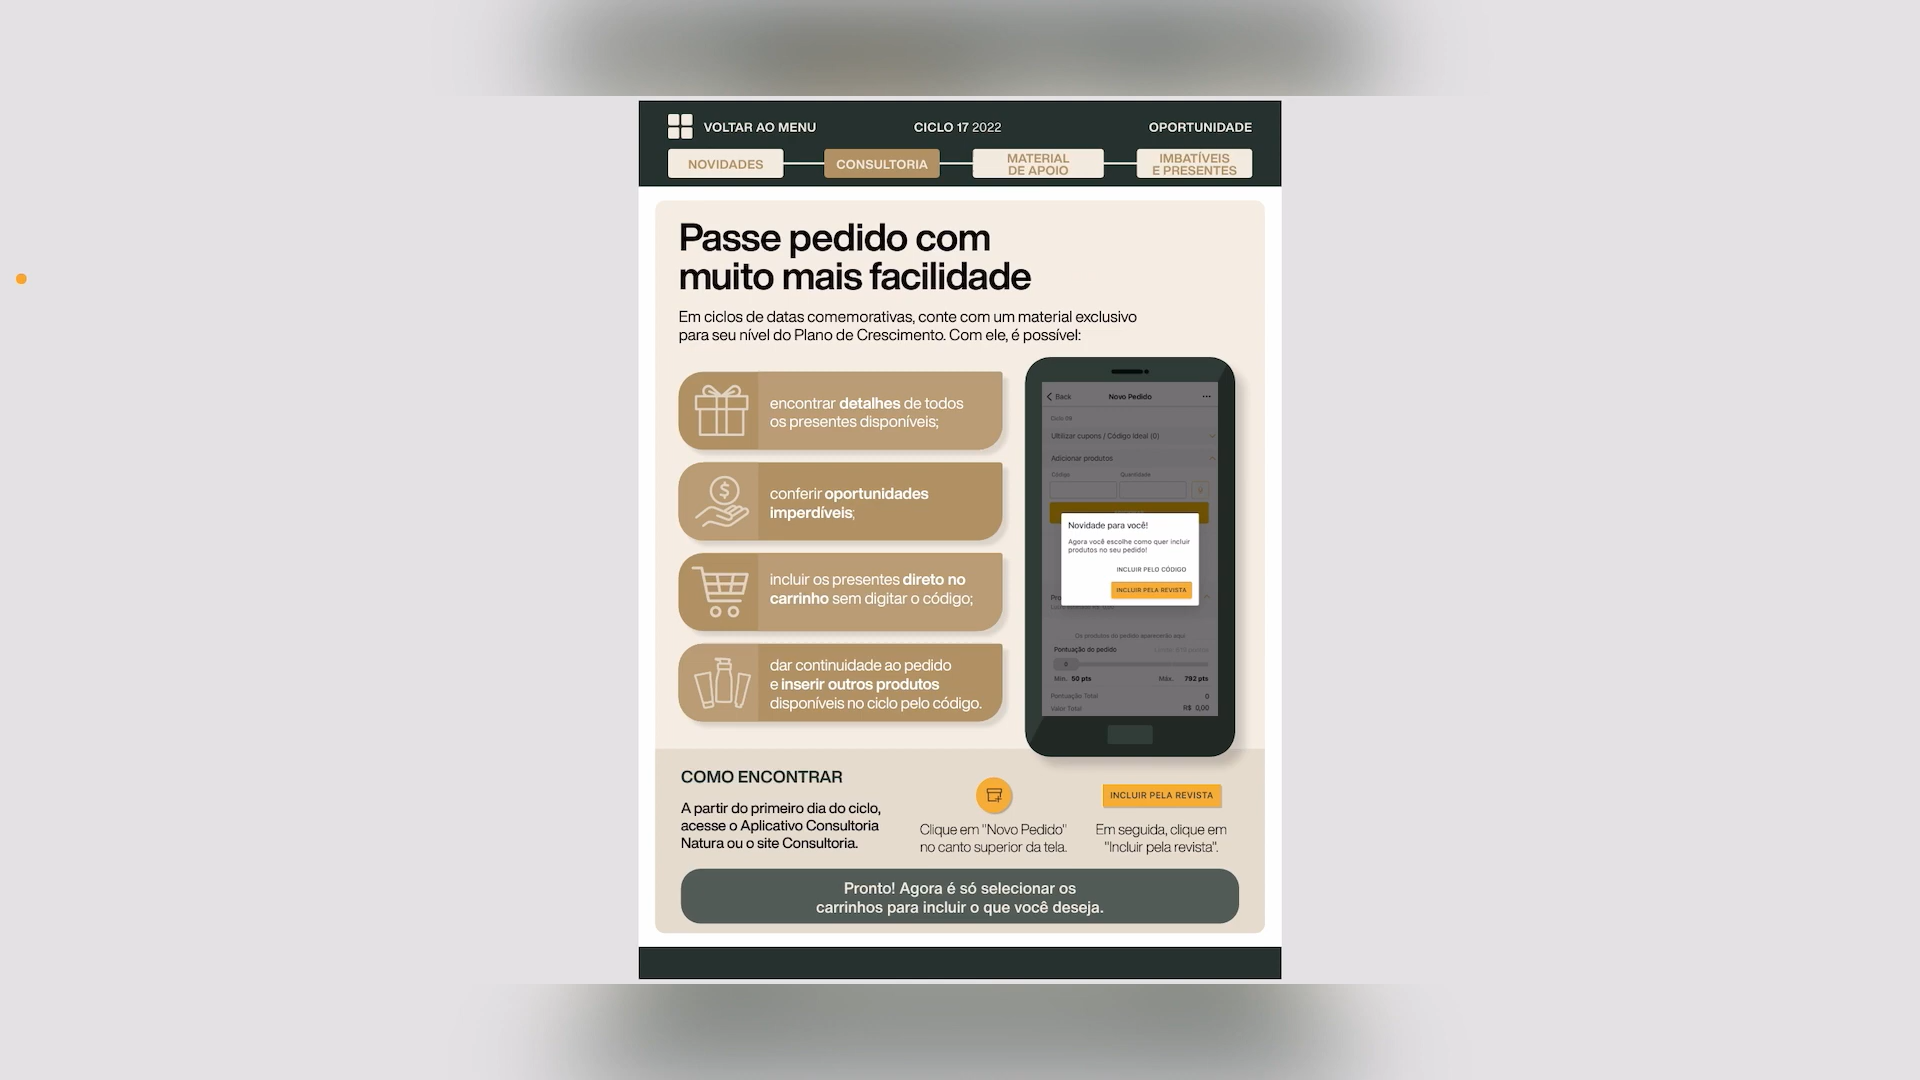 VOLTAR AO MENU
CICLO 17 2022
OPORTUNIDADE
NOVIDADES
CONSULTORIA
MATERIAL
DE APOIO
IMBATÍVEIS
E PRESENTES
Passe pedido com
muito mais facilidade
Em ciclos de datas comemorativas, conte com um material exclusivo
para seu nível do Plano de Crescimento. Com ele, é possível:
encontrar detalhes de todos
os presentes disponíveis;
conferir oportunidades
imperdíveis;
incluir os presentes direto no
carrinho sem digitar o código;
dar continuidade ao pedido
e inserir outros produtos
disponíveis no ciclo pelo código.
Back
Novo Pedido
Utilizar cupons / Código Ideal (0)
Adicionar produtos
Código
Quantidade
Novidade para você!
Agora você escolhe como quer incluir
produtos no seu pedido!
INCLUIR PELO CÓDIGO
INCLUIR PELA REVISTA
Os produtos do pedido aparecerão aqui
Pontuação do pedido
Mín. 50 pts
Máx. 792 pts
Pontuação Total 0
Valor Total R$ 0,00
COMO ENCONTRAR
A partir do primeiro dia do ciclo,
acesse o Aplicativo Consultoria
Natura ou o site Consultoria.
Clique em "Novo Pedido"
no canto superior da tela.
INCLUIR PELA REVISTA
Em seguida, clique em
"Incluir pela revista".
Pronto! Agora é só selecionar os
carrinhos para incluir o que você deseja.